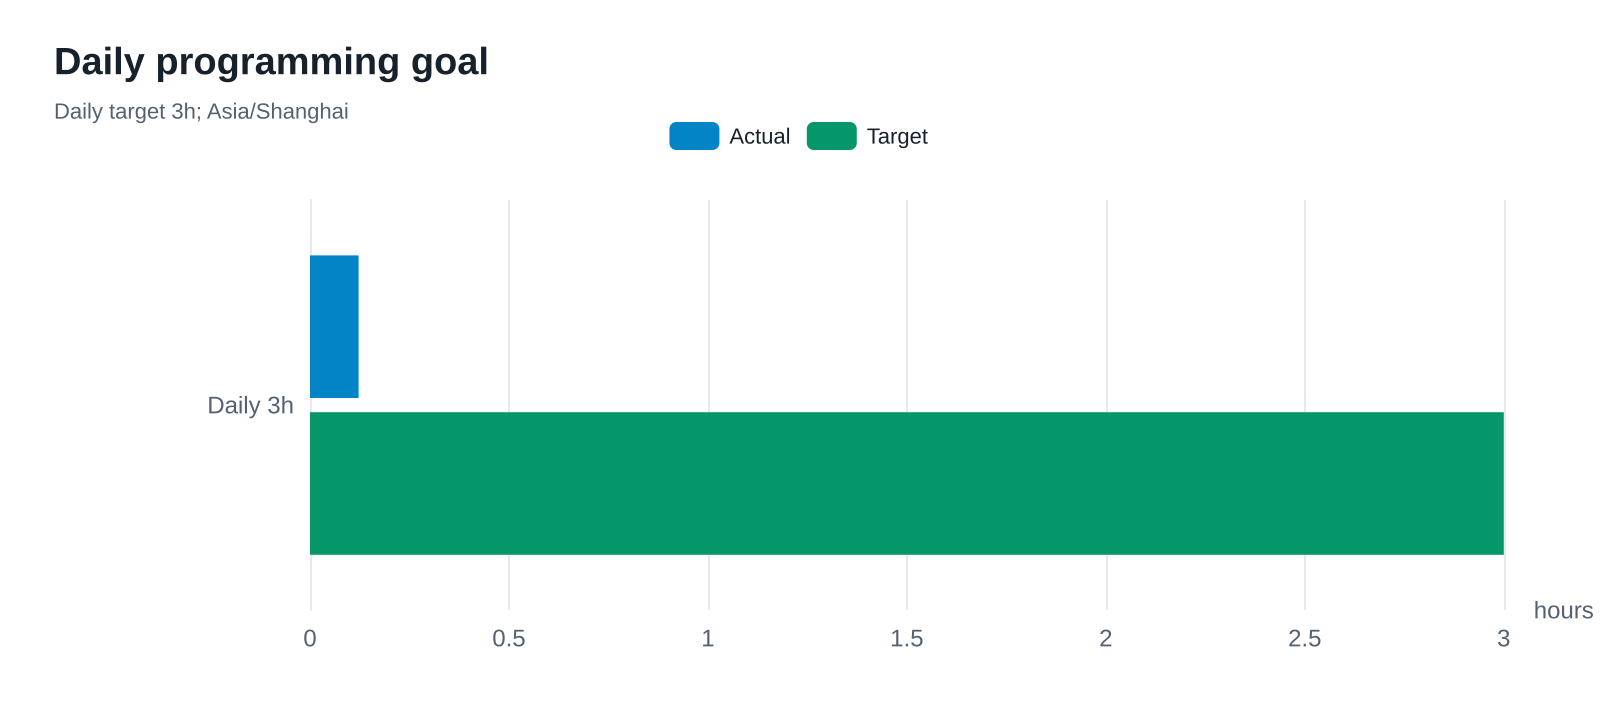 Daily programming goal
Daily target 3h; Asia/Shanghai
Actual Target
Daily 3h
hours
0 0.5 1 1.5 2 2.5 3